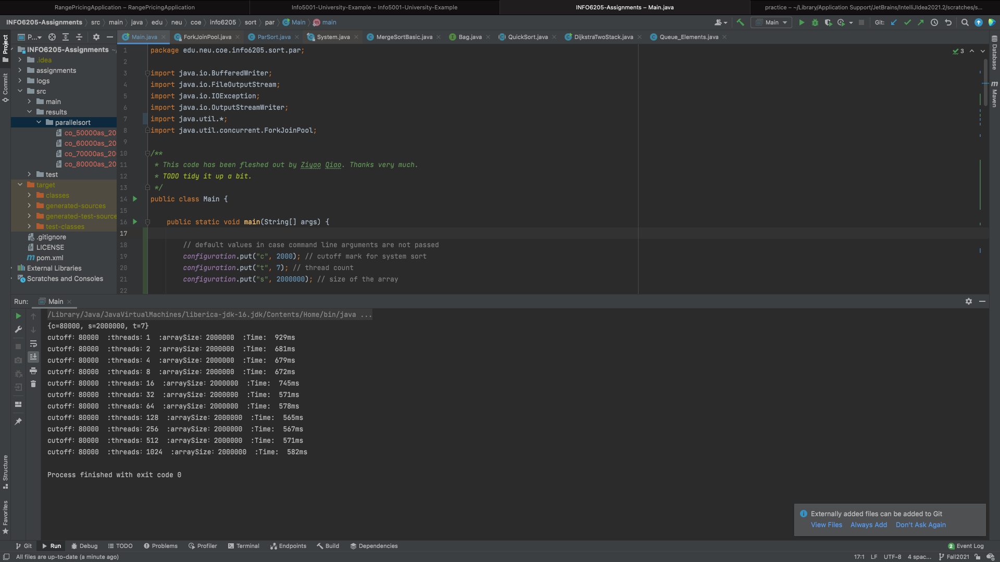 RangePricingApplication – RangePricingApplication
Info5001-University-Example – Info5001-University-Example
INFO6205-Assignments – Main.java
practice – ~/Library/Application Support/JetBrains/IntelliJIdea2021.2/scratches/s...
INFO6205-Assignments src main java edu neu coe info6205 sort par Main main
Main Git:
Project
P...
Main.java ForkJoinPool.java ParSort.java System.java MergeSortBasic.java Bag.java QuickSort.java DijkstraTwoStack.java Queue_Elements.java
INFO6205-Assignments ~
.idea
assignments
logs
src
main
results
parallelsort
co_50000as_20
co_60000as_20
co_70000as_20
co_80000as_20
test
target
classes
generated-sources
generated-test-source
test-classes
.gitignore
LICENSE
pom.xml
External Libraries
Scratches and Consoles
Commit
Structure
Favorites
Database
Maven
3
1 package edu.neu.coe.info6205.sort.par;
2
3 import java.io.BufferedWriter;
4 import java.io.FileOutputStream;
5 import java.io.IOException;
6 import java.io.OutputStreamWriter;
7 import java.util.*;
8 import java.util.concurrent.ForkJoinPool;
9
10 /**
11 * This code has been fleshed out by Ziyao Qiao. Thanks very much.
12 * TODO tidy it up a bit.
13 */
14 public class Main {
15
16 public static void main(String[] args) {
17
18 // default values in case command line arguments are not passed
19 configuration.put("c", 2000); // cutoff mark for system sort
20 configuration.put("t", 7); // thread count
21 configuration.put("s", 2000000); // size of the array
22
Run: Main
/Library/Java/JavaVirtualMachines/liberica-jdk-16.jdk/Contents/Home/bin/java ...
{c=80000, s=2000000, t=7}
cutoff: 80000 :threads: 1 :arraySize: 2000000 :Time: 929ms
cutoff: 80000 :threads: 2 :arraySize: 2000000 :Time: 681ms
cutoff: 80000 :threads: 4 :arraySize: 2000000 :Time: 679ms
cutoff: 80000 :threads: 8 :arraySize: 2000000 :Time: 672ms
cutoff: 80000 :threads: 16 :arraySize: 2000000 :Time: 745ms
cutoff: 80000 :threads: 32 :arraySize: 2000000 :Time: 571ms
cutoff: 80000 :threads: 64 :arraySize: 2000000 :Time: 578ms
cutoff: 80000 :threads: 128 :arraySize: 2000000 :Time: 565ms
cutoff: 80000 :threads: 256 :arraySize: 2000000 :Time: 567ms
cutoff: 80000 :threads: 512 :arraySize: 2000000 :Time: 571ms
cutoff: 80000 :threads: 1024 :arraySize: 2000000 :Time: 582ms
Process finished with exit code 0
Externally added files can be added to Git
View Files Always Add Don't Ask Again
Git Run Debug TODO Problems Profiler Terminal Endpoints Build Dependencies
2 Event Log
All files are up-to-date (a minute ago)
17:1 LF UTF-8 4 spac... Fall2021